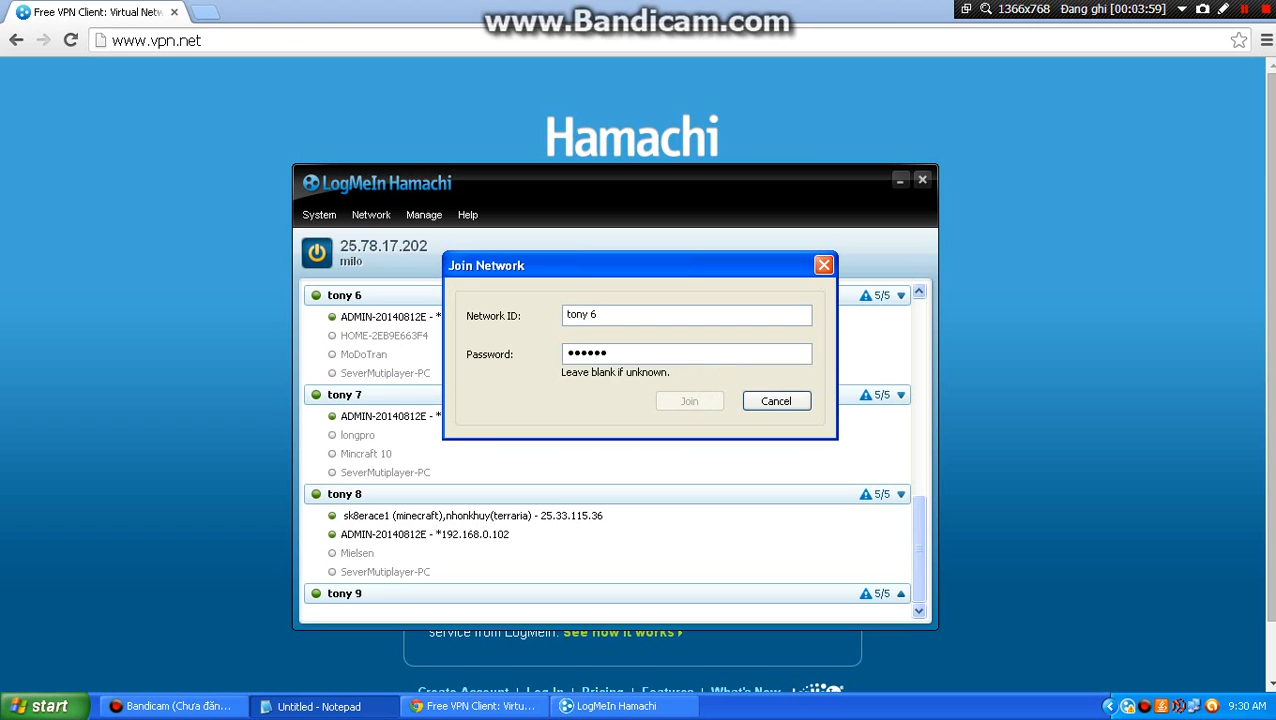 Free VPN Client: Virtual Netw
www.Bandicam.com
1366x768 Đang ghi [00:03:59]
www.vpn.net
Hamachi
LogMeIn Hamachi
System Network Manage Help
25.78.17.202
milo
Join Network
tony 6
5/5
Network ID: tony 6
ADMIN-20140812E - *
HOME-2EB9E663F4
MoDoTran
Password: ●●●●●●
SeverMutiplayer-PC
Leave blank if unknown.
tony 7
5/5
Join Cancel
ADMIN-20140812E - *
longpro
Mincraft 10
SeverMutiplayer-PC
tony 8 5/5
sk8erace1 (minecraft),nhonkhuy(terraria) - 25.33.115.36
ADMIN-20140812E - *192.168.0.102
Mielsen
SeverMutiplayer-PC
tony 9 5/5
service from LogMeIn. See how it works
Create Account Log In Pricing Features What's New
start
Bandicam (Chưa đăn...
Untitled - Notepad
Free VPN Client: Virtu...
LogMeIn Hamachi
9:30 AM